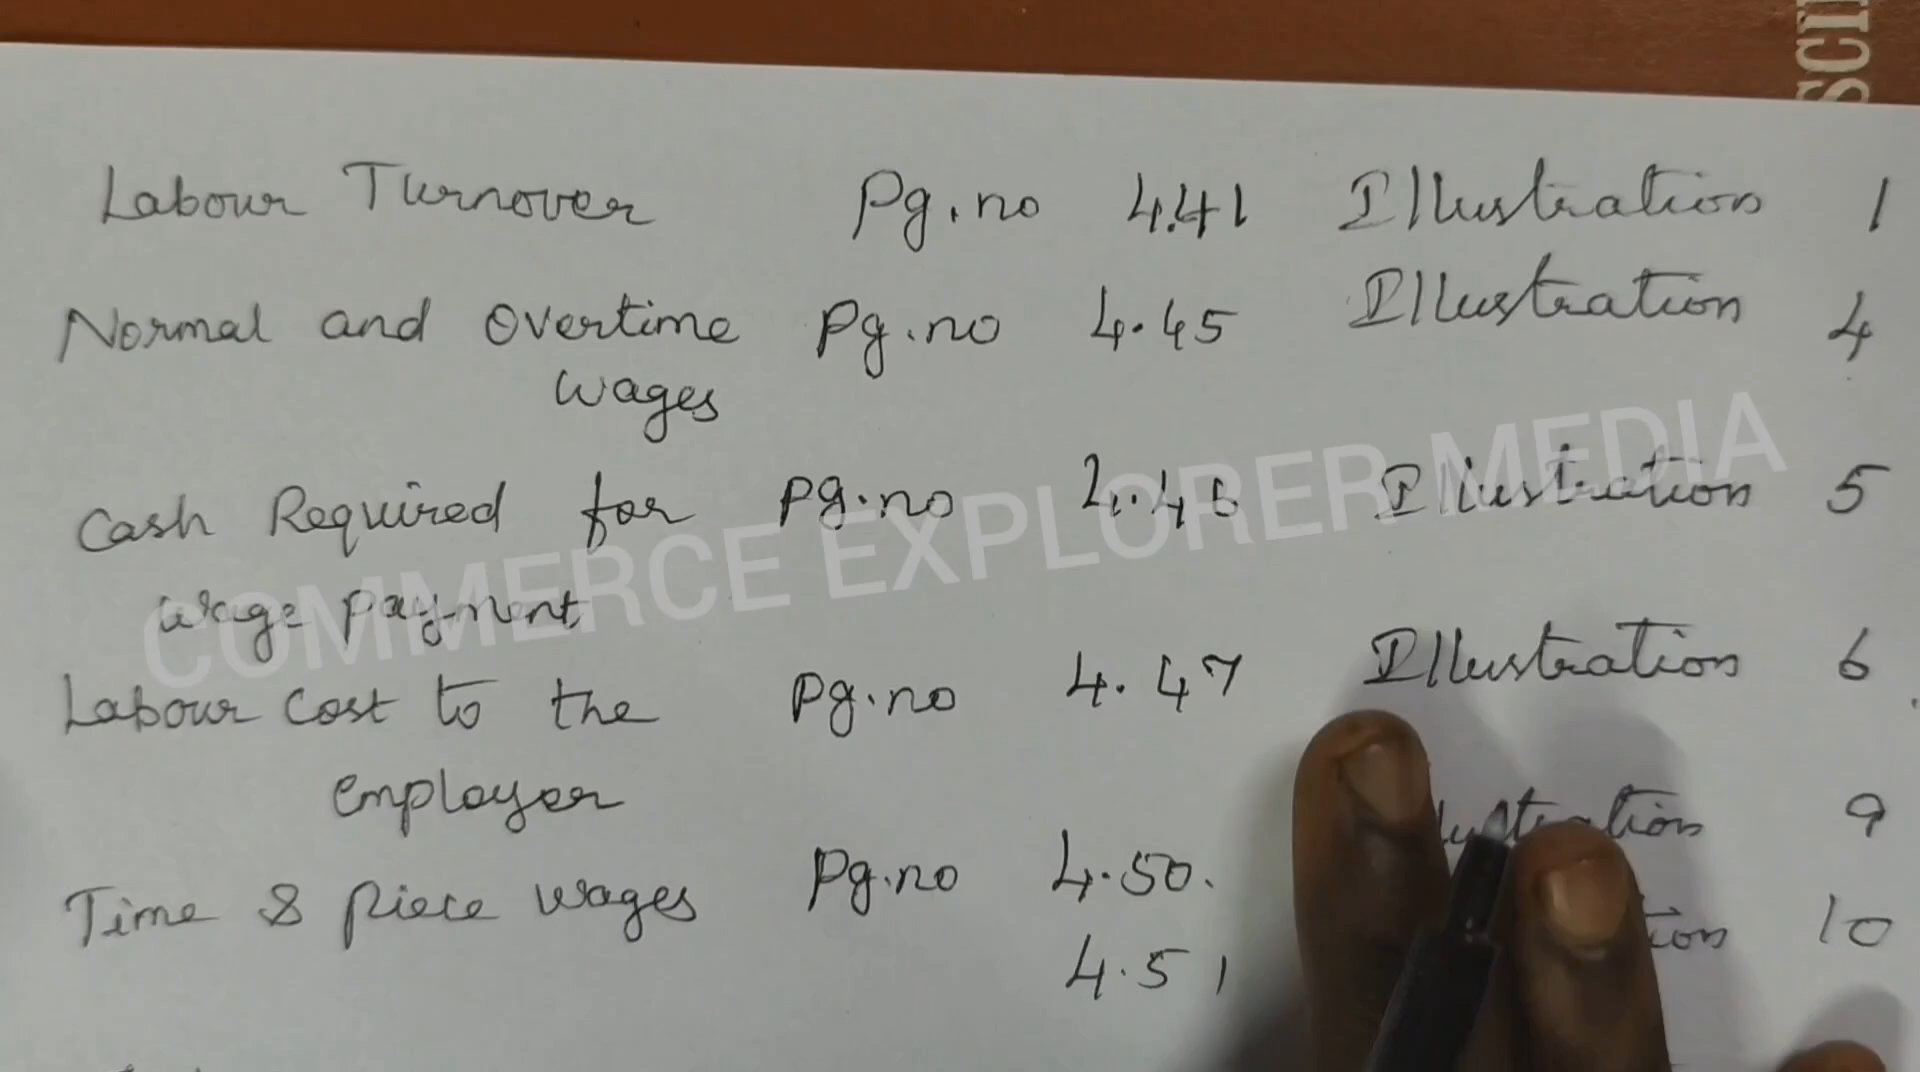 SCI
Labour Turnover Pg.no 4.41 Illustration 1
Normal and Overtime Pg.no 4.45 Illustration 4
Wages
Cash Required for Pg.no 4.46 Illustration 5
Wage payment
Labour Cost to the Pg.no 4.47 Illustration 6
Employer
9
Time & Piece Wages Pg.no 4.50.
4.51 10
COMMERCE EXPLORER MEDIA